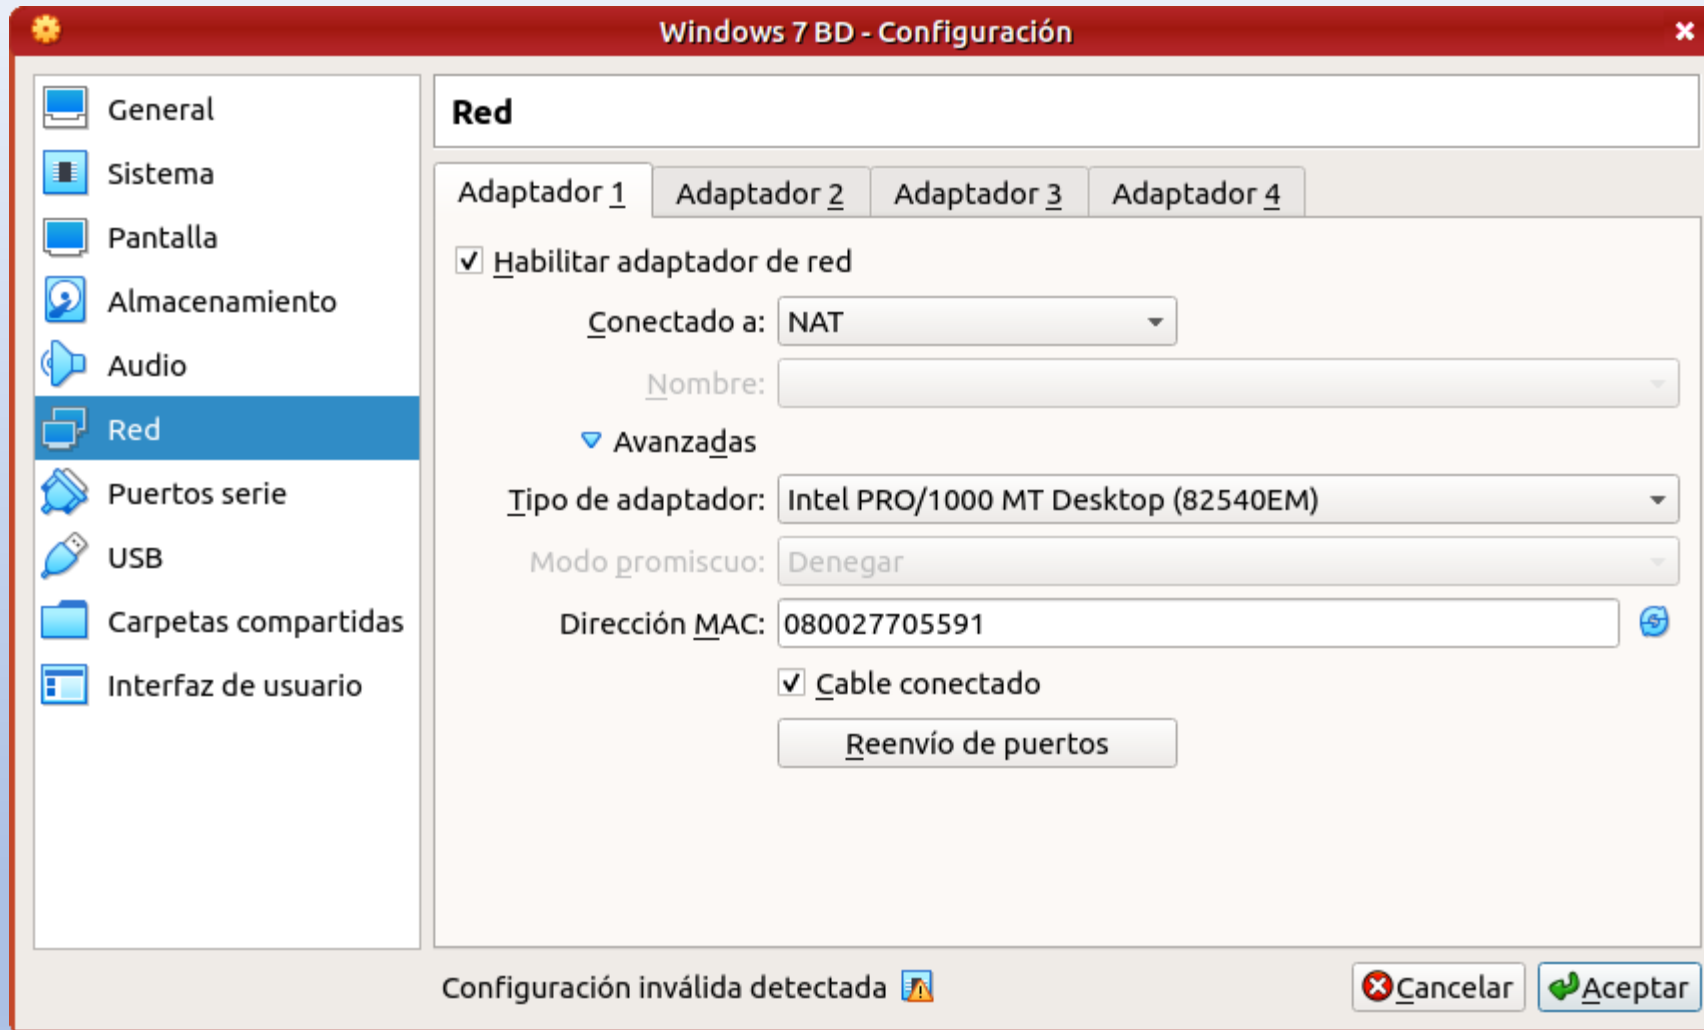 Windows 7 BD - Configuración
General
Sistema
Pantalla
Almacenamiento
Audio
Red
Puertos serie
USB
Carpetas compartidas
Interfaz de usuario
Red
Adaptador 1 Adaptador 2 Adaptador 3 Adaptador 4
Habilitar adaptador de red
Conectado a: NAT
Nombre:
Avanzadas
Tipo de adaptador: Intel PRO/1000 MT Desktop (82540EM)
Modo promiscuo: Denegar
Dirección MAC: 080027705591
Cable conectado
Reenvío de puertos
Configuración inválida detectada
Cancelar Aceptar